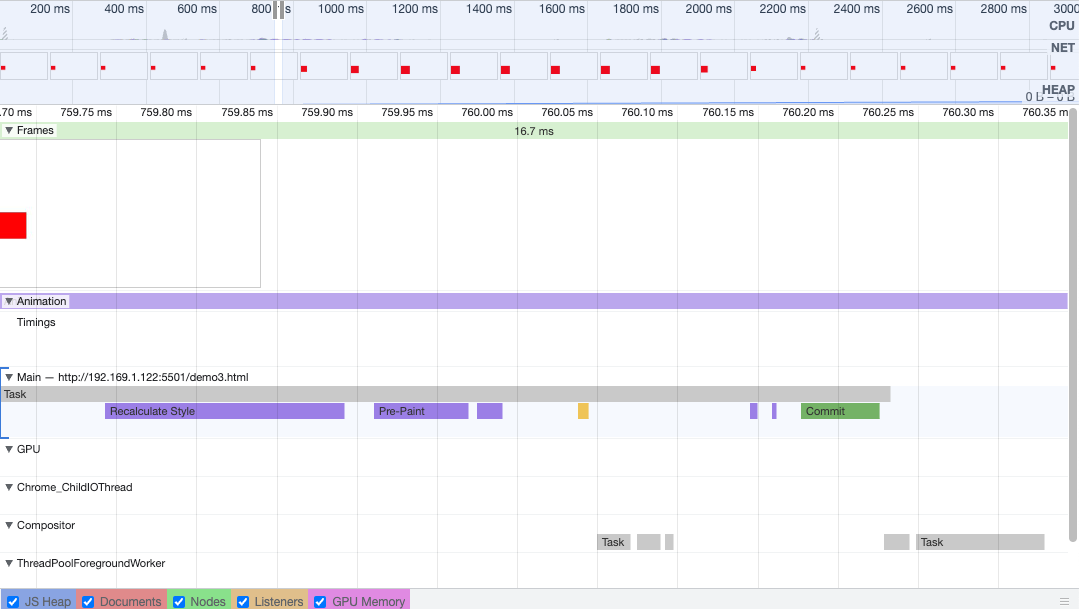 200 ms 400 ms 600 ms 800 s 1000 ms 1200 ms 1400 ms 1600 ms 1800 ms 2000 ms 2200 ms 2400 ms 2600 ms 2800 ms 3000
CPU
NET
HEAP
0 B – 0 B
.70 ms 759.75 ms 759.80 ms 759.85 ms 759.90 ms 759.95 ms 760.00 ms 760.05 ms 760.10 ms 760.15 ms 760.20 ms 760.25 ms 760.30 ms 760.35 m
Frames 16.7 ms
Animation
Timings
Main — http://192.169.1.122:5501/demo3.html
Task
Recalculate Style Pre-Paint Commit
GPU
Chrome_ChildIOThread
Compositor
Task Task
ThreadPoolForegroundWorker
JS Heap Documents Nodes Listeners GPU Memory